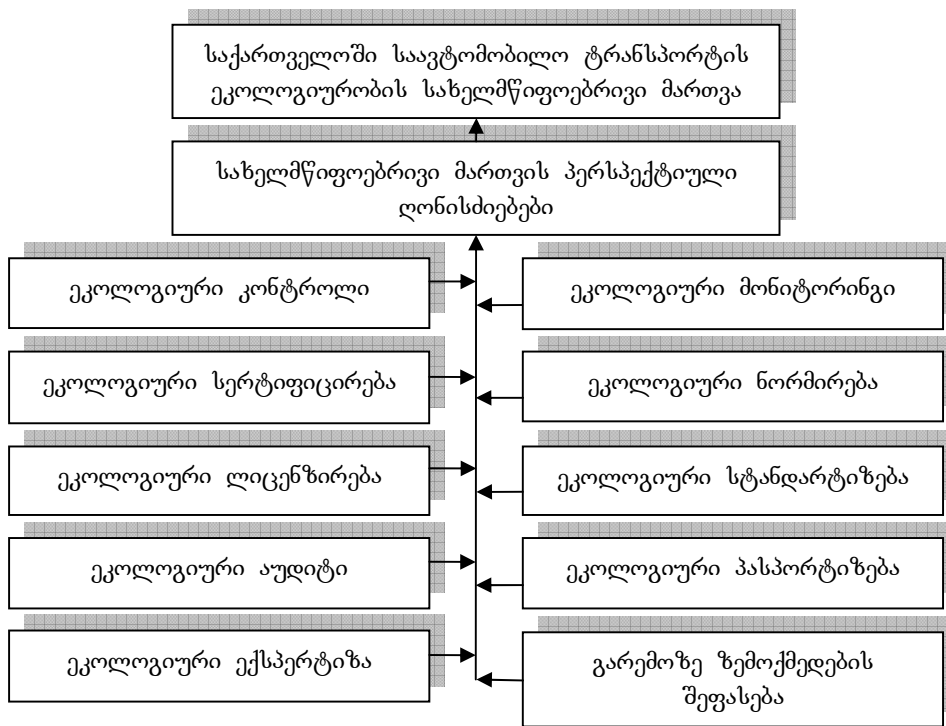 საქართველოში საავტომობილო ტრანსპორტის
ეკოლოგიურობის სახელმწიფოებრივი მართვა
სახელმწიფოებრივი მართვის პერსპექტიული
ღონისძიებები
ეკოლოგიური კონტროლი
ეკოლოგიური მონიტორინგი
ეკოლოგიური სერტიფიცირება
ეკოლოგიური ნორმირება
ეკოლოგიური ლიცენზირება
ეკოლოგიური სტანდარტიზება
ეკოლოგიური აუდიტი
ეკოლოგიური პასპორტიზება
ეკოლოგიური ექსპერტიზა
გარემოზე ზემოქმედების
შეფასება